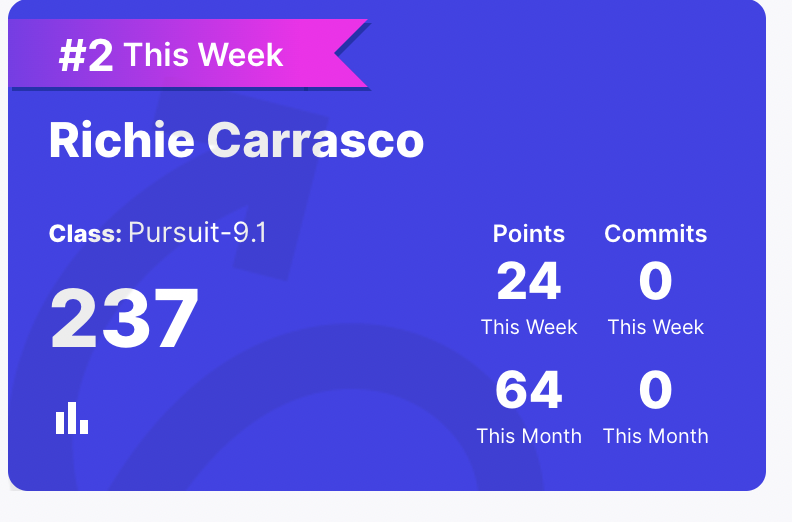 #2 This Week
Richie Carrasco
Class: Pursuit-9.1
237
Points Commits
24 0
This Week This Week
64 0
This Month This Month